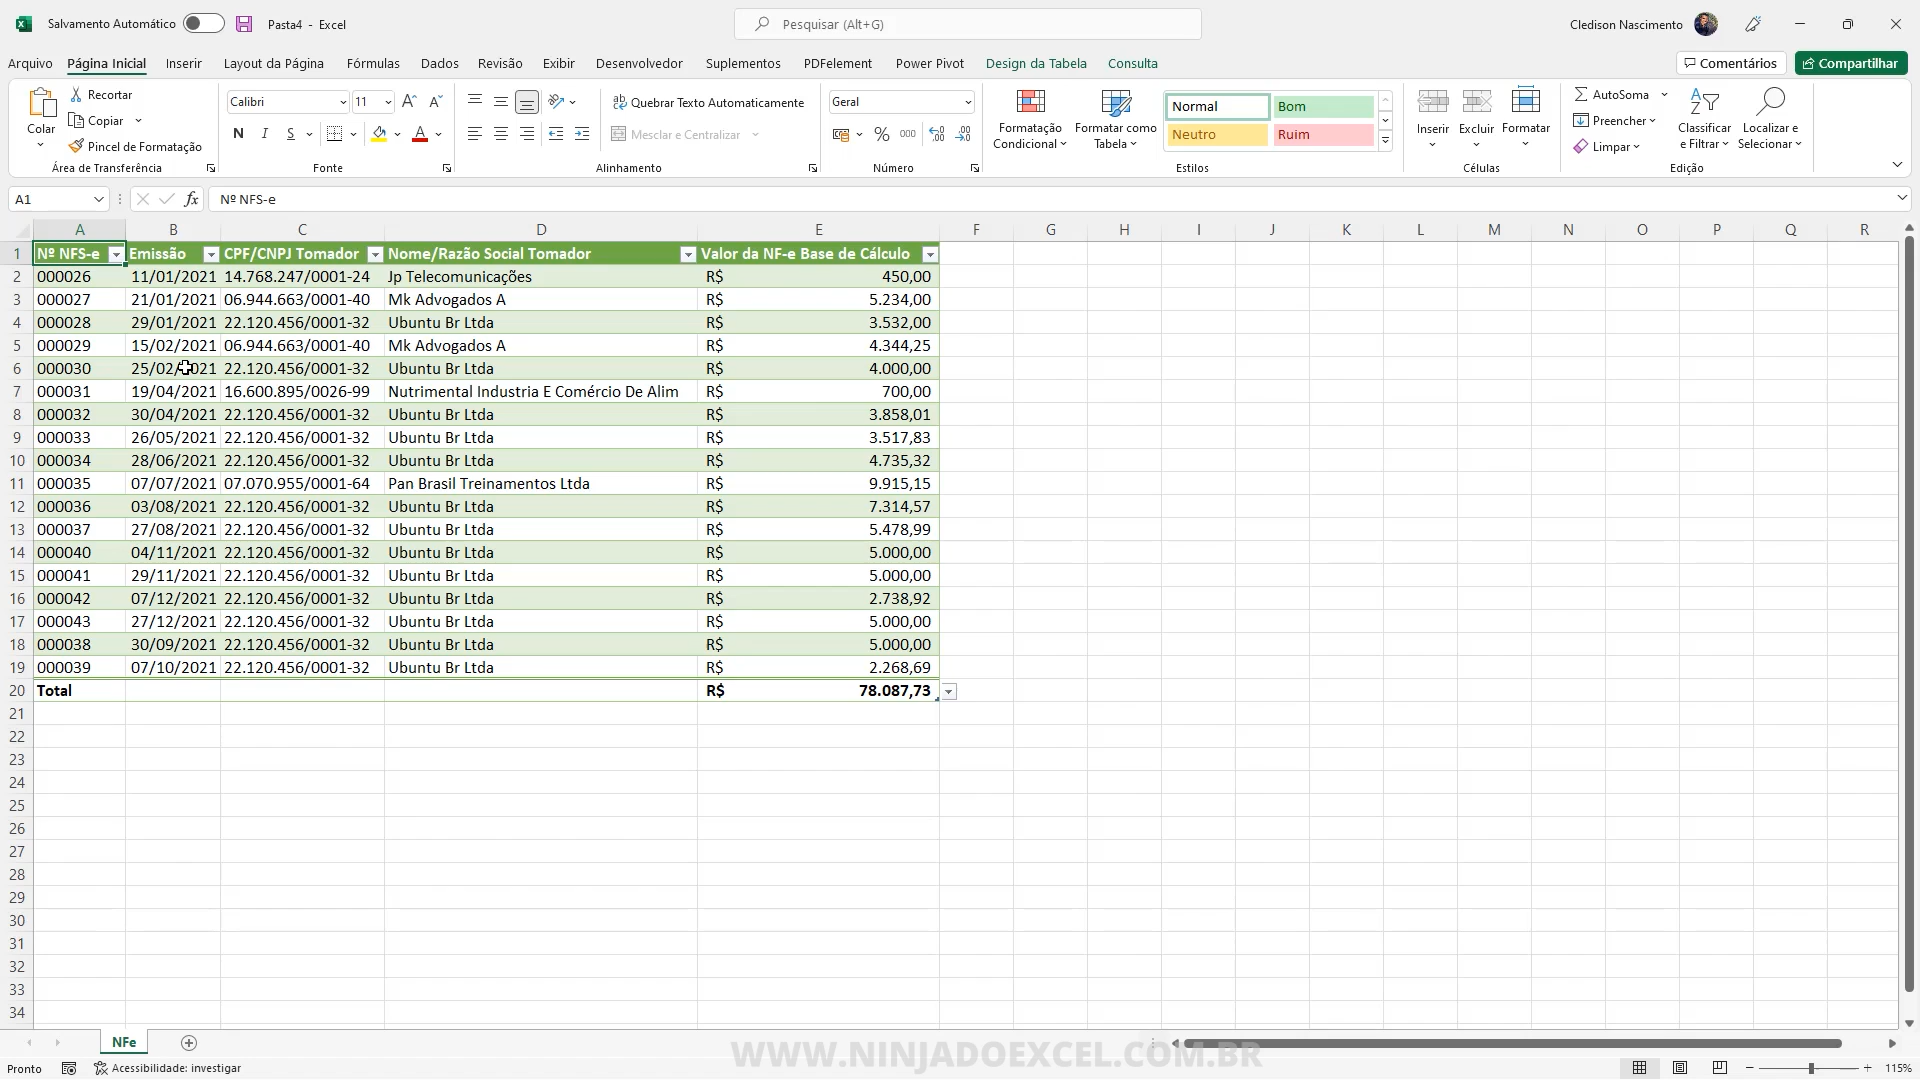 Salvamento Automático
Pasta4 - Excel
Pesquisar (Alt+G)
Cledison Nascimento
Arquivo Página Inicial Inserir Layout da Página Fórmulas Dados Revisão Exibir Desenvolvedor Suplementos PDFelement Power Pivot Design da Tabela Consulta
Comentários
Compartilhar
Colar
Recortar
Copiar
Pincel de Formatação
Área de Transferência
Calibri 11
N I S
Fonte
Quebrar Texto Automaticamente
Mesclar e Centralizar
Alinhamento
Geral
% 000
Número
Formatação Condicional
Formatar como Tabela
Normal Bom
Neutro Ruim
Estilos
Inserir Excluir Formatar
Células
AutoSoma
Preencher
Limpar
Classificar e Filtrar
Localizar e Selecionar
Edição
A1 fx Nº NFS-e
A B C D E F G H I J K L M N O P Q R
1 Nº NFS-e Emissão CPF/CNPJ Tomador Nome/Razão Social Tomador Valor da NF-e Base de Cálculo
2 000026 11/01/2021 14.768.247/0001-24 Jp Telecomunicações R$ 450,00
3 000027 21/01/2021 06.944.663/0001-40 Mk Advogados A R$ 5.234,00
4 000028 29/01/2021 22.120.456/0001-32 Ubuntu Br Ltda R$ 3.532,00
5 000029 15/02/2021 06.944.663/0001-40 Mk Advogados A R$ 4.344,25
6 000030 25/02/2021 22.120.456/0001-32 Ubuntu Br Ltda R$ 4.000,00
7 000031 19/04/2021 16.600.895/0026-99 Nutrimental Industria E Comércio De Alim R$ 700,00
8 000032 30/04/2021 22.120.456/0001-32 Ubuntu Br Ltda R$ 3.858,01
9 000033 26/05/2021 22.120.456/0001-32 Ubuntu Br Ltda R$ 3.517,83
10 000034 28/06/2021 22.120.456/0001-32 Ubuntu Br Ltda R$ 4.735,32
11 000035 07/07/2021 07.070.955/0001-64 Pan Brasil Treinamentos Ltda R$ 9.915,15
12 000036 03/08/2021 22.120.456/0001-32 Ubuntu Br Ltda R$ 7.314,57
13 000037 27/08/2021 22.120.456/0001-32 Ubuntu Br Ltda R$ 5.478,99
14 000040 04/11/2021 22.120.456/0001-32 Ubuntu Br Ltda R$ 5.000,00
15 000041 29/11/2021 22.120.456/0001-32 Ubuntu Br Ltda R$ 5.000,00
16 000042 07/12/2021 22.120.456/0001-32 Ubuntu Br Ltda R$ 2.738,92
17 000043 27/12/2021 22.120.456/0001-32 Ubuntu Br Ltda R$ 5.000,00
18 000038 30/09/2021 22.120.456/0001-32 Ubuntu Br Ltda R$ 5.000,00
19 000039 07/10/2021 22.120.456/0001-32 Ubuntu Br Ltda R$ 2.268,69
20 Total R$ 78.087,73
21
22
23
24
25
26
27
28
29
30
31
32
33
34
NFe
WWW.NINJADOEXCEL.COM.BR
Pronto
Acessibilidade: investigar
115%